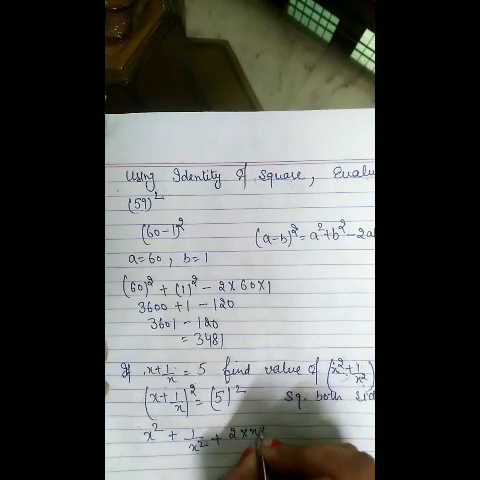 Using Identity of square, Evalu
(59)²
(60-1)² (a-b)² = a² + b² - 2a
a=60, b=1
(60)² + (1)² - 2×60×1
3600 + 1 - 120
3601 - 120
= 3481
If x+1/x = 5 find value of (x²+1/x²)
(x+1/x)² = (5)² Sq. both sid
x² + 1/x² + 2×x